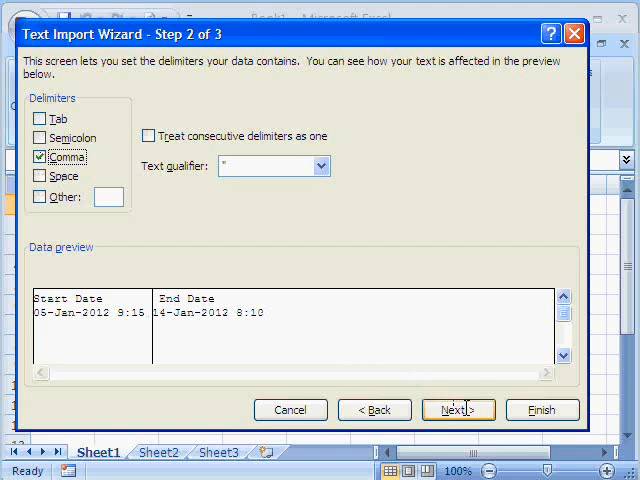 Book1 - Microsoft Excel
Text Import Wizard - Step 2 of 3
This screen lets you set the delimiters your data contains. You can see how your text is affected in the preview
below.
Delimiters
Tab
Semicolon
Comma
Space
Other:
Treat consecutive delimiters as one
Text qualifier: "
Data preview
Start Date End Date
05-Jan-2012 9:15 14-Jan-2012 8:10
Cancel
< Back
Next >
Finish
Sheet1 Sheet2 Sheet3
Ready 100%